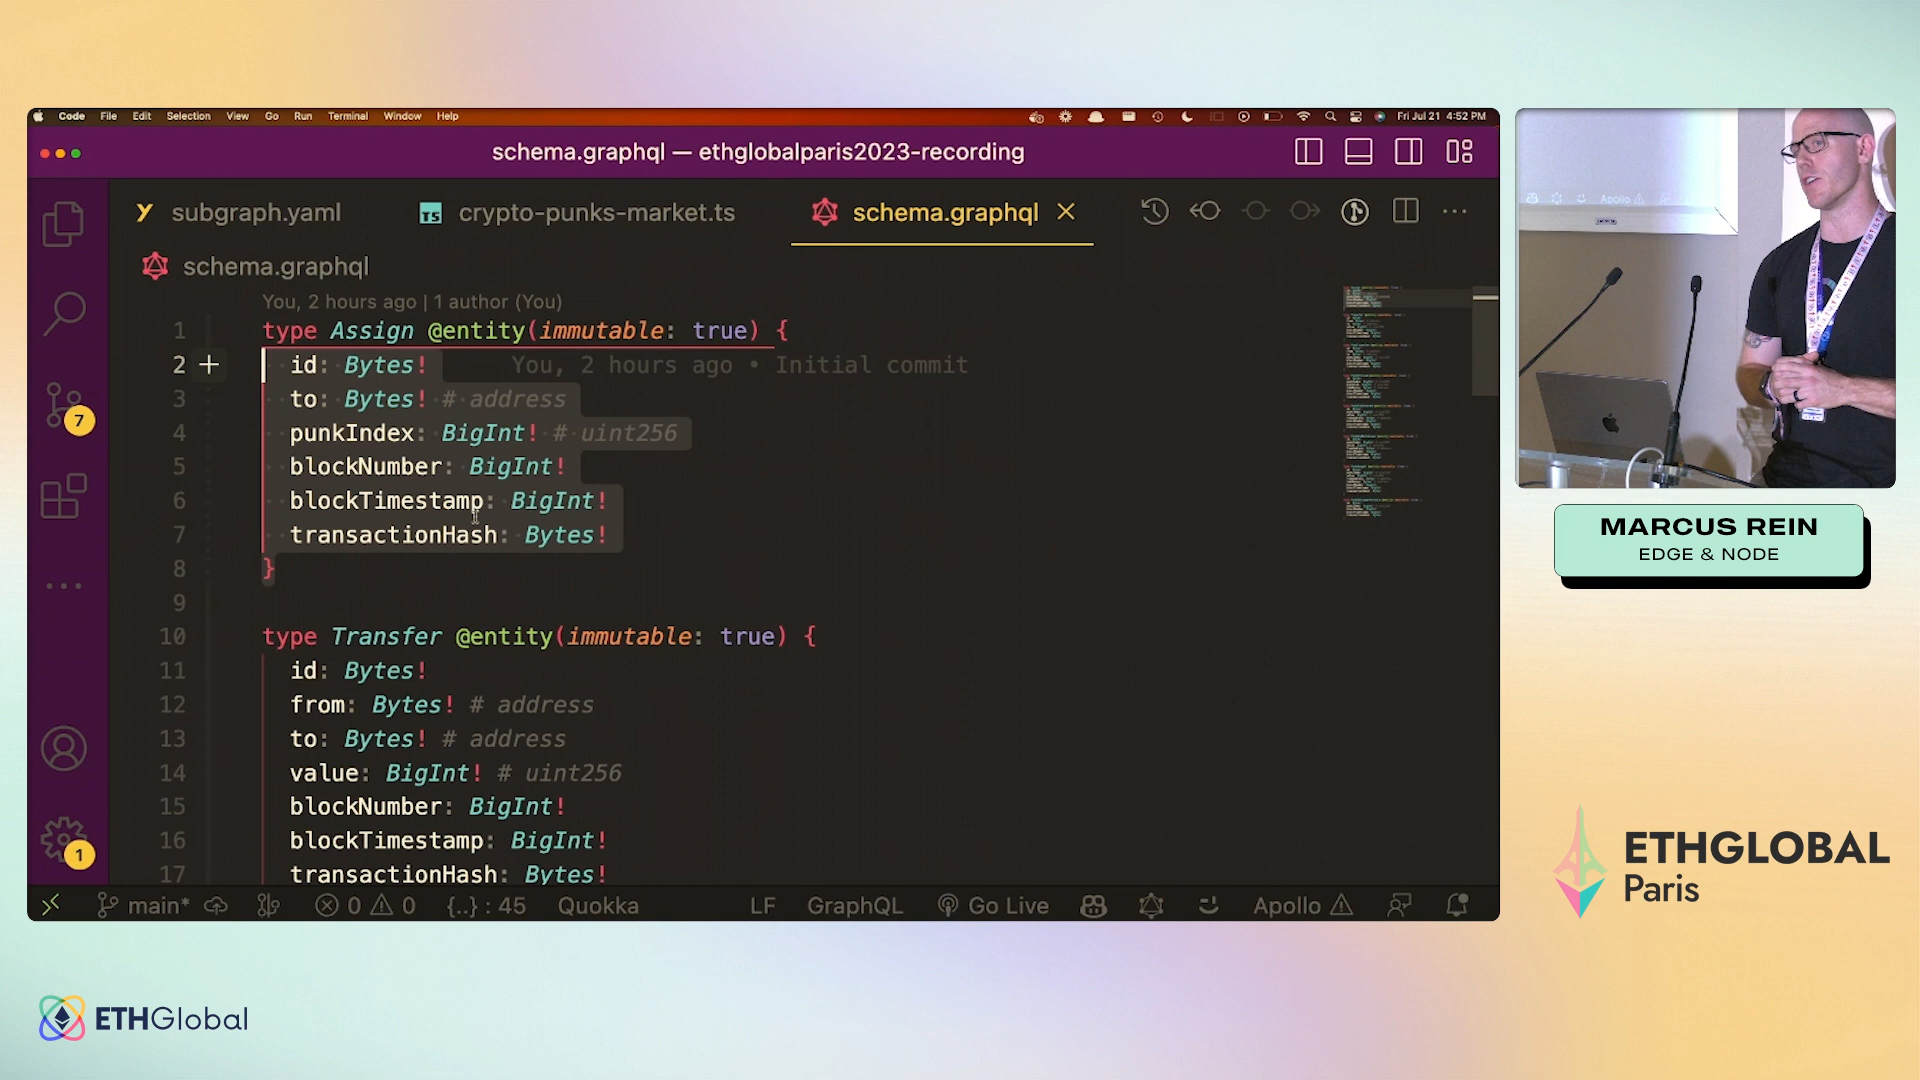 Code File Edit Selection View Go Run Terminal Window Help
Fri Jul 21 4:52 PM
schema.graphql — ethglobalparis2023-recording
subgraph.yaml
TS crypto-punks-market.ts
schema.graphql
schema.graphql
You, 2 hours ago | 1 author (You)
1 type Assign @entity(immutable: true) {
2 id: Bytes! You, 2 hours ago • Initial commit
3 to: Bytes! # address
4 punkIndex: BigInt! # uint256
5 blockNumber: BigInt!
6 blockTimestamp: BigInt!
7 transactionHash: Bytes!
8 }
9
10 type Transfer @entity(immutable: true) {
11 id: Bytes!
12 from: Bytes! # address
13 to: Bytes! # address
14 value: BigInt! # uint256
15 blockNumber: BigInt!
16 blockTimestamp: BigInt!
17 transactionHash: Bytes!
7
1
main* 0 0 {..} : 45 Quokka LF GraphQL Go Live Apollo
MARCUS REIN
EDGE & NODE
ETHGLOBAL
Paris
ETHGlobal